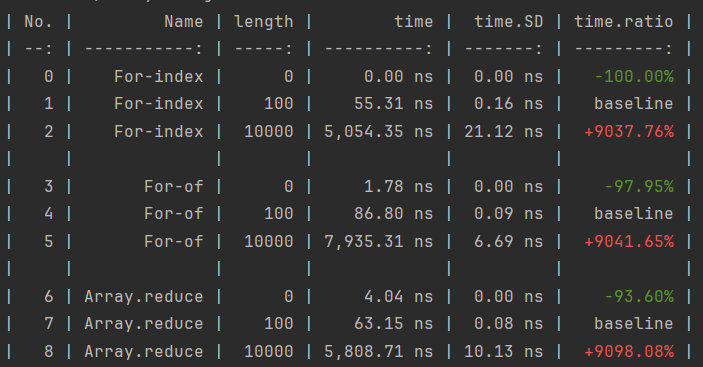 | No. | Name | length | time | time.SD | time.ratio |
| --: | -----------: | -----: | ----------: | -------: | ---------: |
| 0 | For-index | 0 | 0.00 ns | 0.00 ns | -100.00% |
| 1 | For-index | 100 | 55.31 ns | 0.16 ns | baseline |
| 2 | For-index | 10000 | 5,054.35 ns | 21.12 ns | +9037.76% |
| | | | | | |
| 3 | For-of | 0 | 1.78 ns | 0.00 ns | -97.95% |
| 4 | For-of | 100 | 86.80 ns | 0.09 ns | baseline |
| 5 | For-of | 10000 | 7,935.31 ns | 6.69 ns | +9041.65% |
| | | | | | |
| 6 | Array.reduce | 0 | 4.04 ns | 0.00 ns | -93.60% |
| 7 | Array.reduce | 100 | 63.15 ns | 0.08 ns | baseline |
| 8 | Array.reduce | 10000 | 5,808.71 ns | 10.13 ns | +9098.08% |